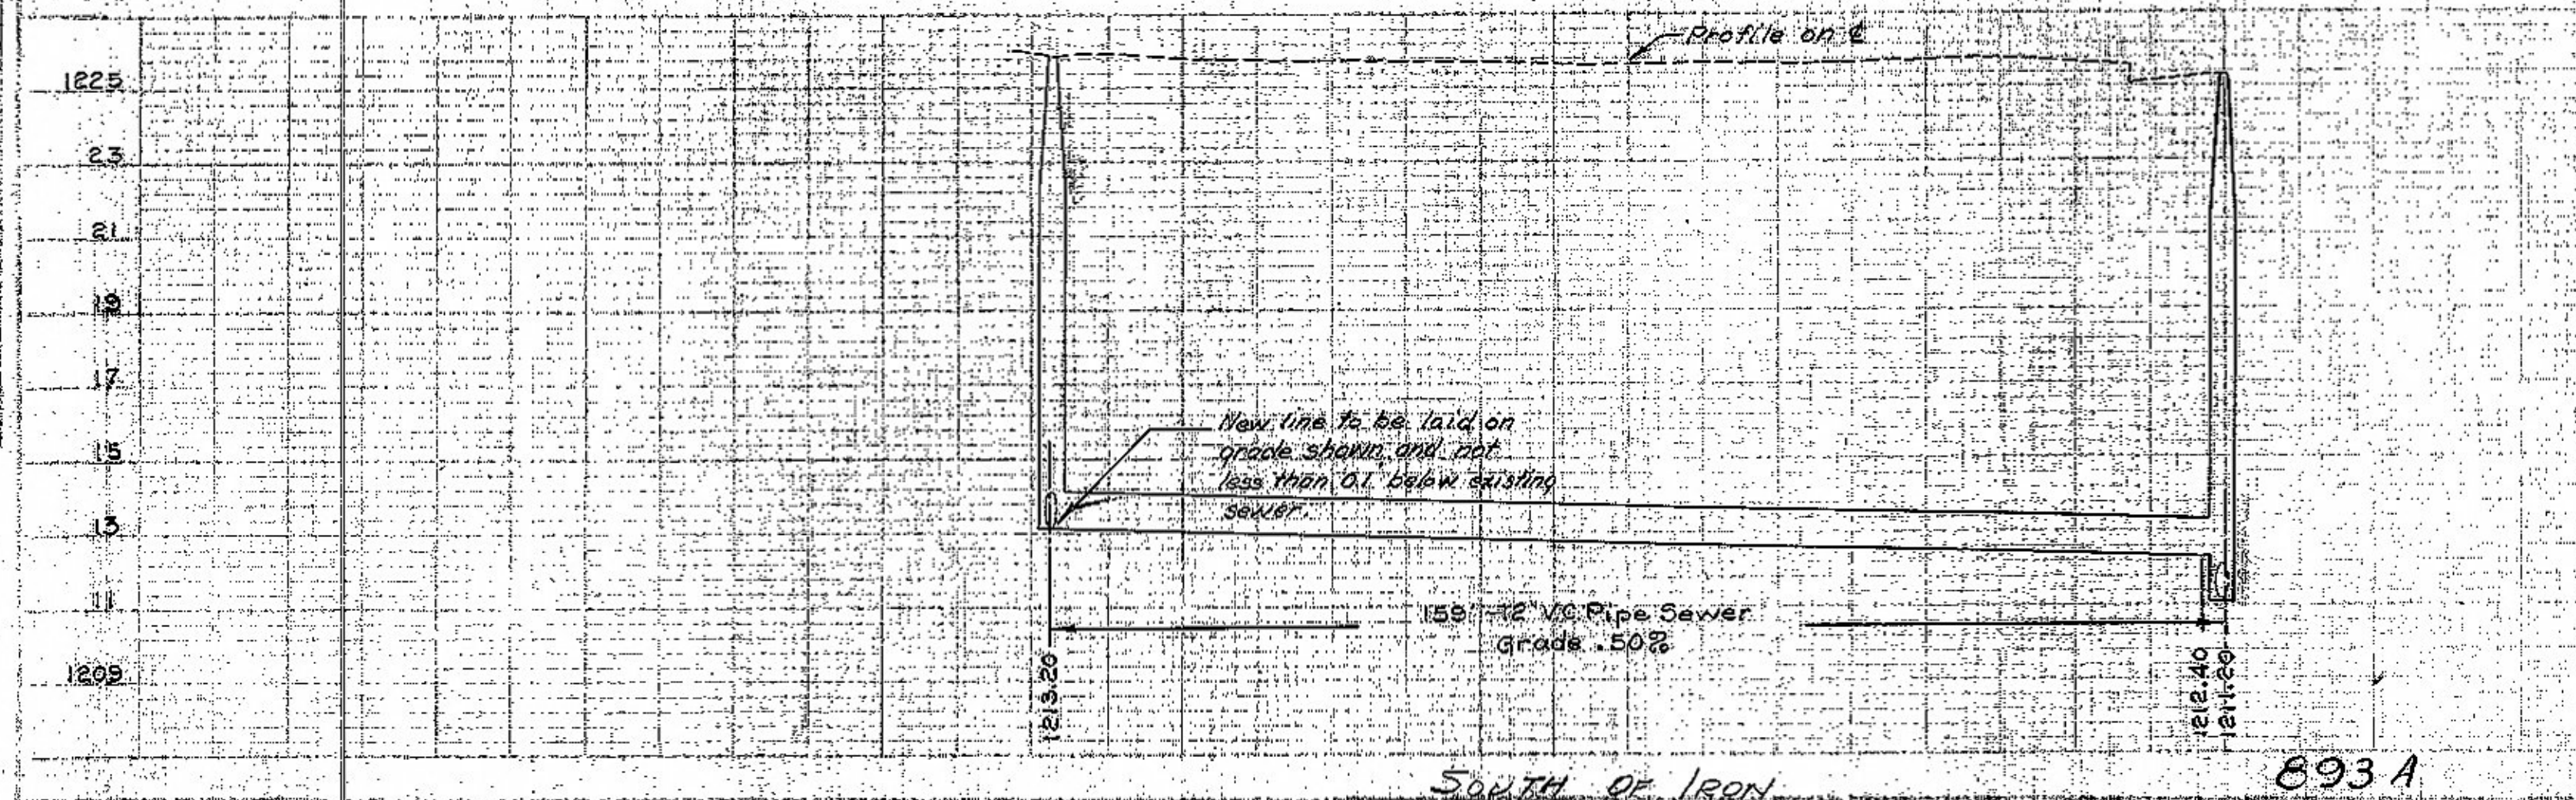 Profile on ℄
1225
23
21
19
17
15
13
11
1209
New line to be laid on
grade shown and not
less than 0.1' below existing
sewer.
159' - 12" V.C. Pipe Sewer
Grade .50%
1213.20
1212.40
1211.20
SOUTH OF IRON
893 A